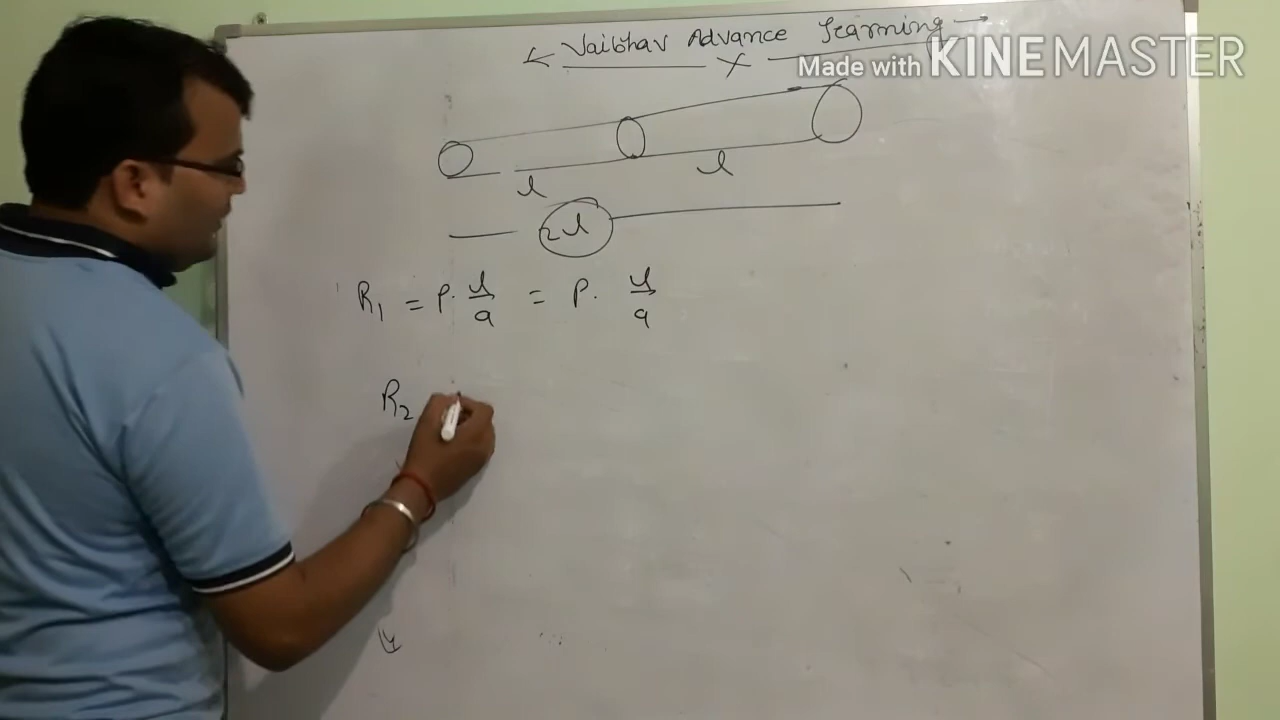 ← Vaibhav Advance Learning →
Made with KINEMASTER
l
l
2l
R₁ = ρ. l/a = ρ. l/a
R₂